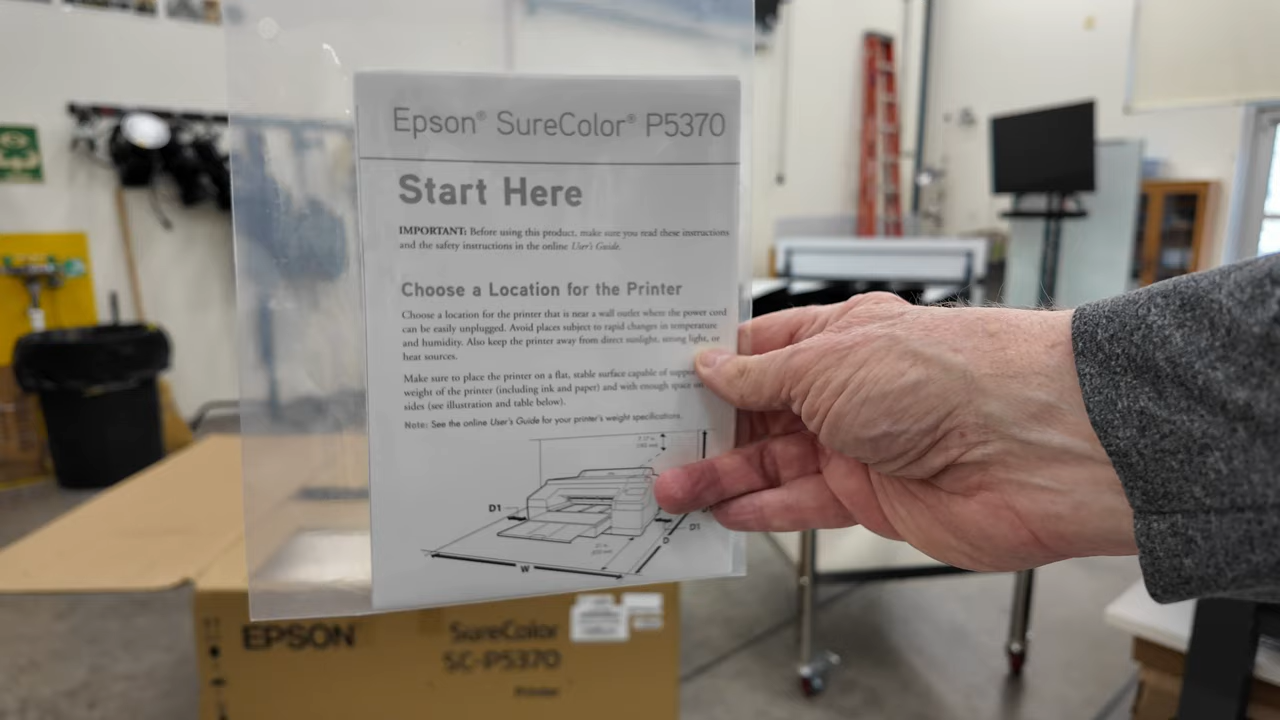 Epson® SureColor® P5370
Start Here
IMPORTANT: Before using this product, make sure you read these instructions
and the safety instructions in the online User's Guide.
Choose a Location for the Printer
Choose a location for the printer that is near a wall outlet where the power cord
can be easily unplugged. Avoid places subject to rapid changes in temperature
and humidity. Also keep the printer away from direct sunlight, strong light, or
heat sources.
Make sure to place the printer on a flat, stable surface capable of
weight of the printer (including ink and paper) and with enough space
sides (see illustration and table below).
Note: See the online User's Guide for your printer's weight specifications.
D1
D1
D
W
EPSON
SureColor
SC-P5370
Printer